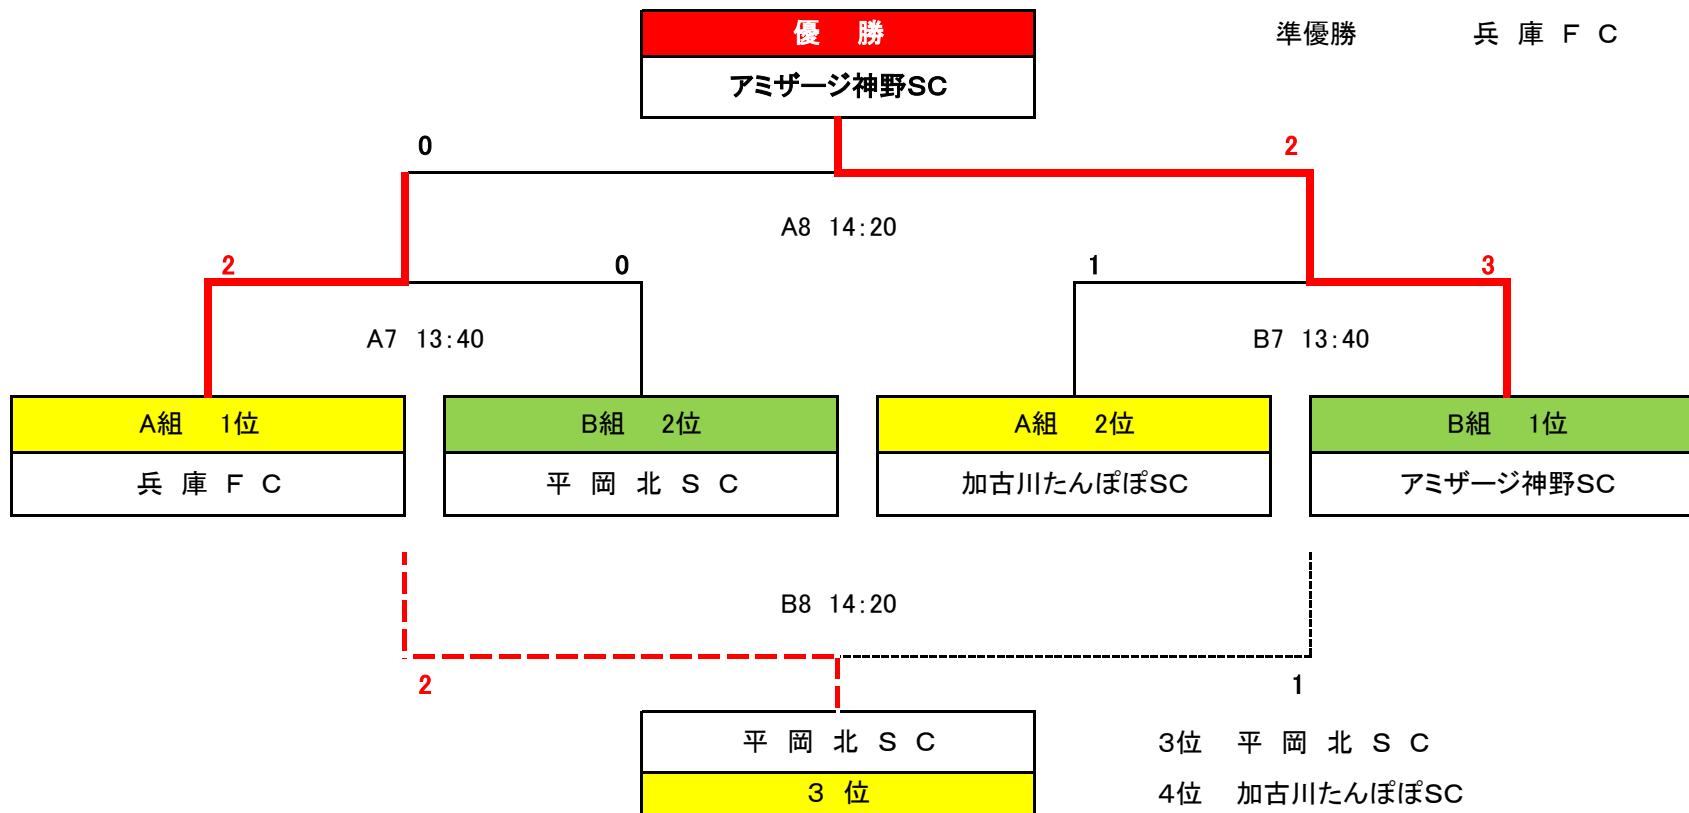 優 勝
準優勝 兵 庫 F C
アミザージ神野SC
0 2
A8 14:20
2 0 1 3
A7 13:40 B7 13:40
A組 1位 B組 2位 A組 2位 B組 1位
兵 庫 F C 平 岡 北 S C 加古川たんぽぽSC アミザージ神野SC
B8 14:20
2 1
平 岡 北 S C 3位 平 岡 北 S C
3 位 4位 加古川たんぽぽSC